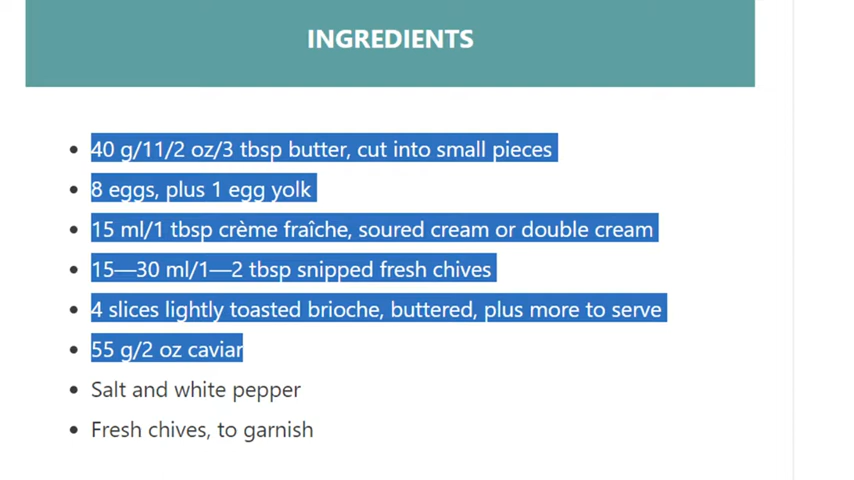 INGREDIENTS
40 g/11/2 oz/3 tbsp butter, cut into small pieces
8 eggs, plus 1 egg yolk
15 ml/1 tbsp crème fraîche, soured cream or double cream
15—30 ml/1—2 tbsp snipped fresh chives
4 slices lightly toasted brioche, buttered, plus more to serve
55 g/2 oz caviar
Salt and white pepper
Fresh chives, to garnish